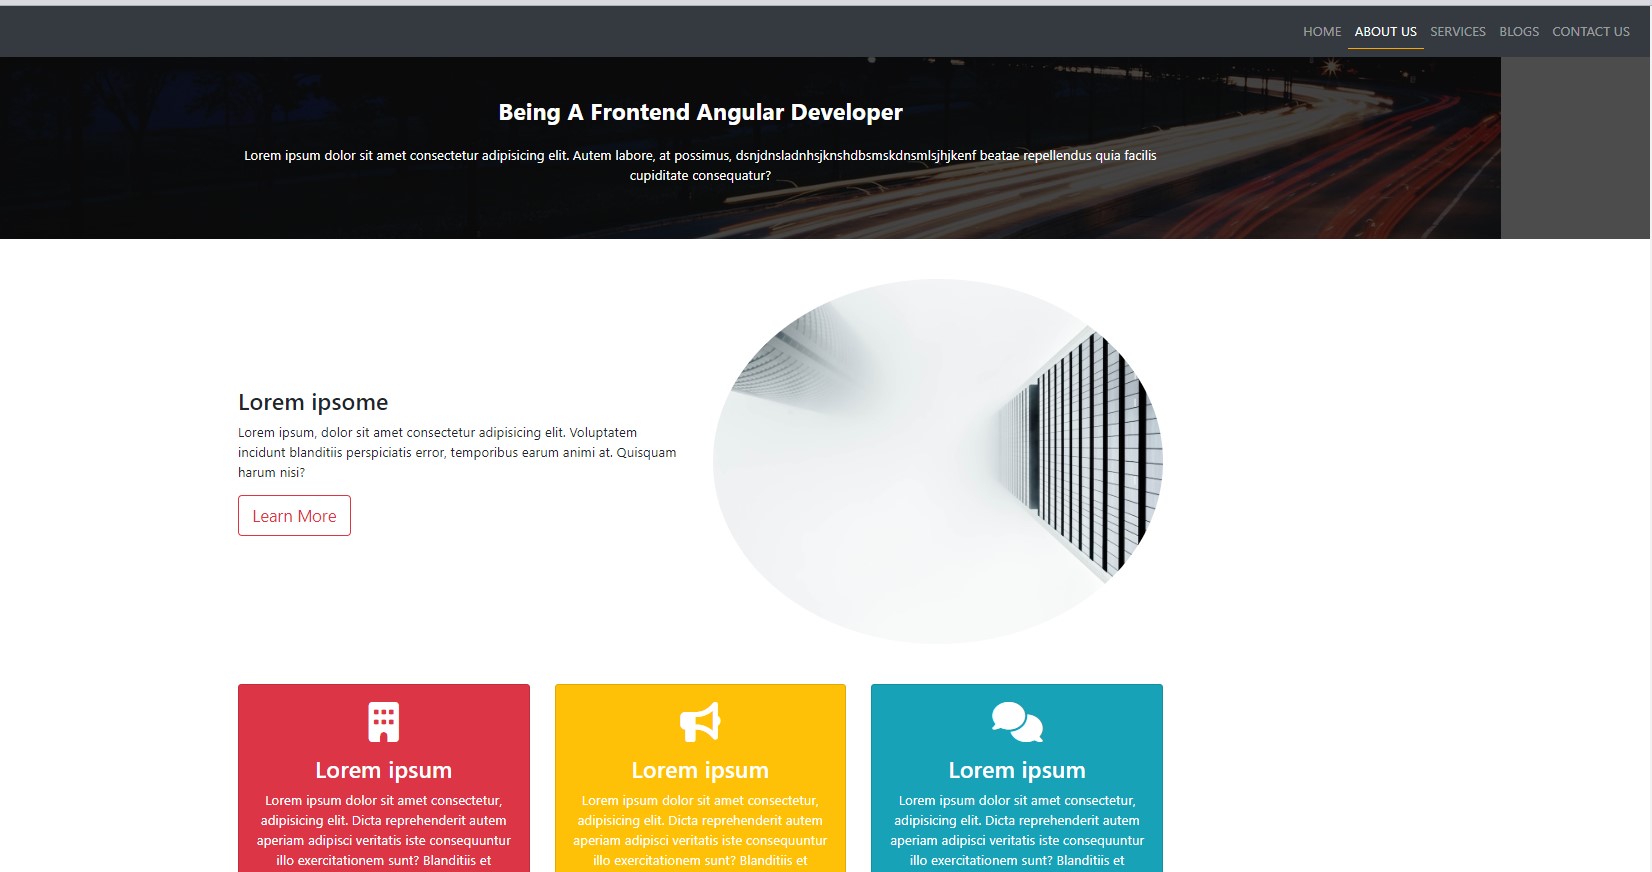 HOME ABOUT US SERVICES BLOGS CONTACT US
Being A Frontend Angular Developer
Lorem ipsum dolor sit amet consectetur adipisicing elit. Autem labore, at possimus, dsnjdnsladnhsjknshdbsmskdnsmlsjhjkenf beatae repellendus quia facilis
cupiditate consequatur?
Lorem ipsome
Lorem ipsum, dolor sit amet consectetur adipisicing elit. Voluptatem
incidunt blanditiis perspiciatis error, temporibus earum animi at. Quisquam
harum nisi?
Learn More
Lorem ipsum
Lorem ipsum dolor sit amet consectetur,
adipisicing elit. Dicta reprehenderit autem
aperiam adipisci veritatis iste consequuntur
illo exercitationem sunt? Blanditiis et
Lorem ipsum
Lorem ipsum dolor sit amet consectetur,
adipisicing elit. Dicta reprehenderit autem
aperiam adipisci veritatis iste consequuntur
illo exercitationem sunt? Blanditiis et
Lorem ipsum
Lorem ipsum dolor sit amet consectetur,
adipisicing elit. Dicta reprehenderit autem
aperiam adipisci veritatis iste consequuntur
illo exercitationem sunt? Blanditiis et